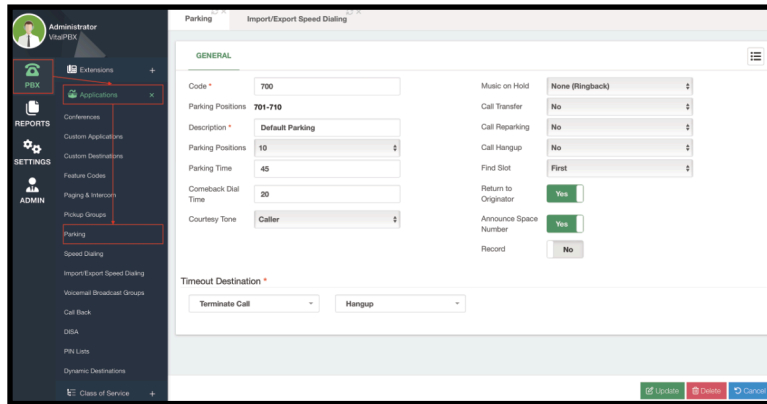 Administrator
VitalPBX
PBX
REPORTS
SETTINGS
ADMIN
Extensions +
Applications ×
Conferences
Custom Applications
Custom Destinations
Feature Codes
Paging & Intercom
Pickup Groups
Parking
Speed Dialing
Import/Export Speed Dialing
Voicemail Broadcast Groups
Call Back
DISA
PIN Lists
Dynamic Destinations
Class of Service +
Parking
Import/Export Speed Dialing
GENERAL
Code * 700
Parking Positions 701-710
Description * Default Parking
Parking Positions 10
Parking Time 45
Comeback Dial
Time 20
Courtesy Tone Caller
Music on Hold None (Ringback)
Call Transfer No
Call Reparking No
Call Hangup No
Find Slot First
Return to
Originator Yes
Announce Space
Number Yes
Record No
Timeout Destination *
Terminate Call Hangup
Update Delete Cancel